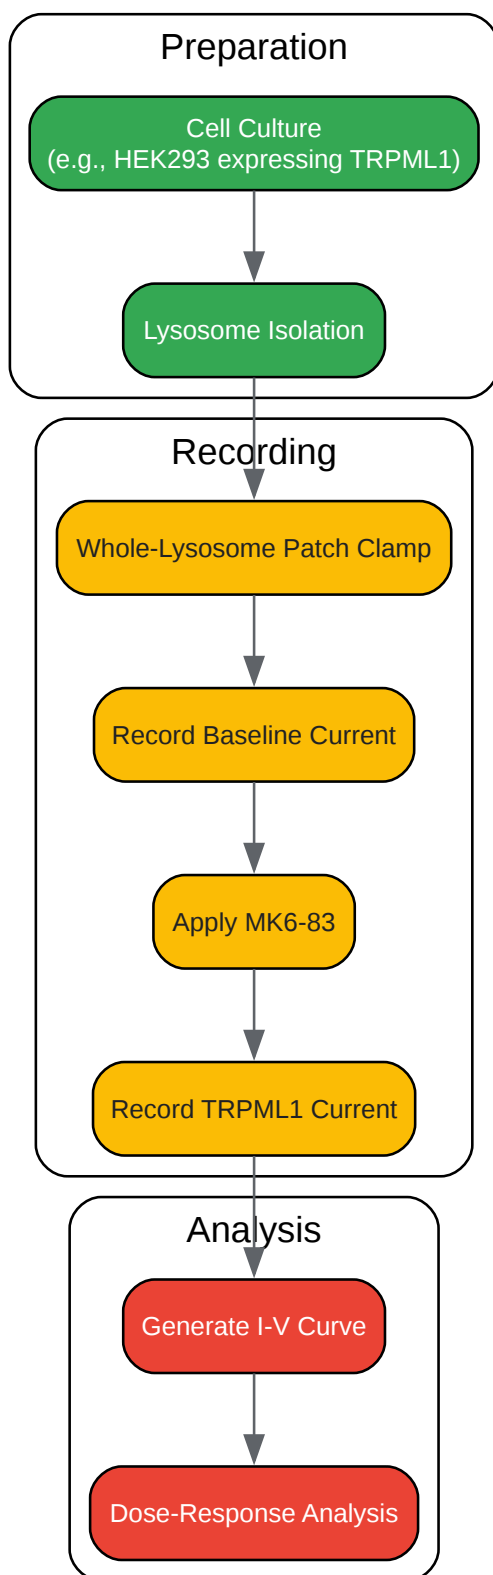 Preparation
Cell Culture
(e.g., HEK293 expressing TRPML1)
Lysosome Isolation
Recording
Whole-Lysosome Patch Clamp
Record Baseline Current
Apply MK6-83
Record TRPML1 Current
Analysis
Generate I-V Curve
Dose-Response Analysis